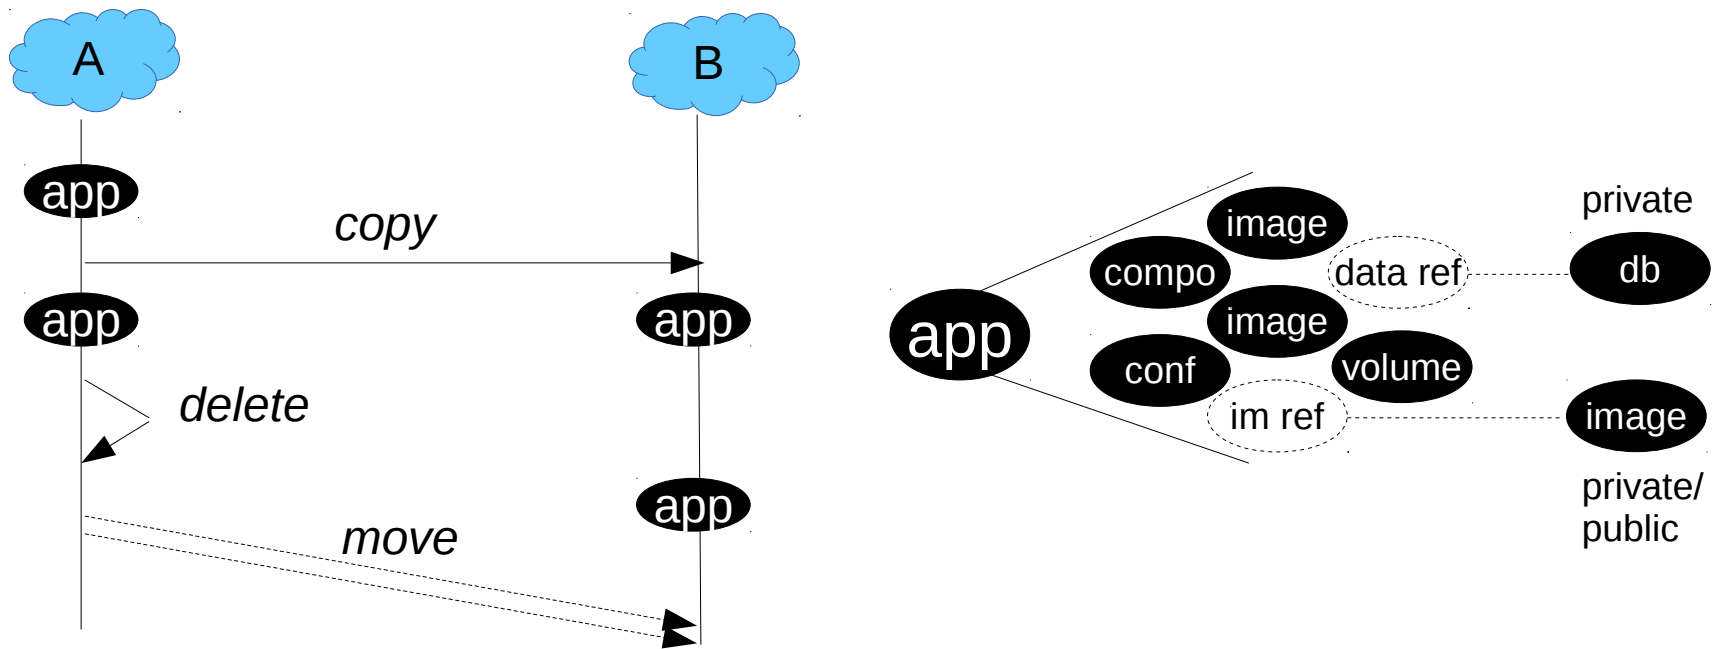 A
B
app
copy
app
app
delete
app
move
app
image
compo
data ref
image
conf
volume
im ref
private
db
image
private/
public